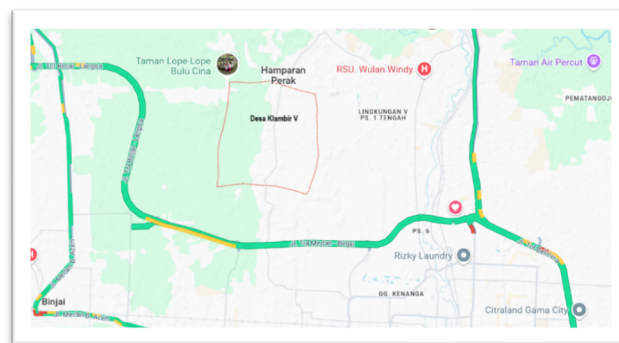 Taman Lope-Lope
Bulu Cina
Hamparan
Perak
RSU. Wulan Windy
H
Taman Air Percut
PEMATANGDJ
Desa Klambir V
LINGKUNGAN V
PS. 1 TENGAH
PS. 6
Rizky Laundry
GG. KENANGA
Binjai
Citraland Gama City